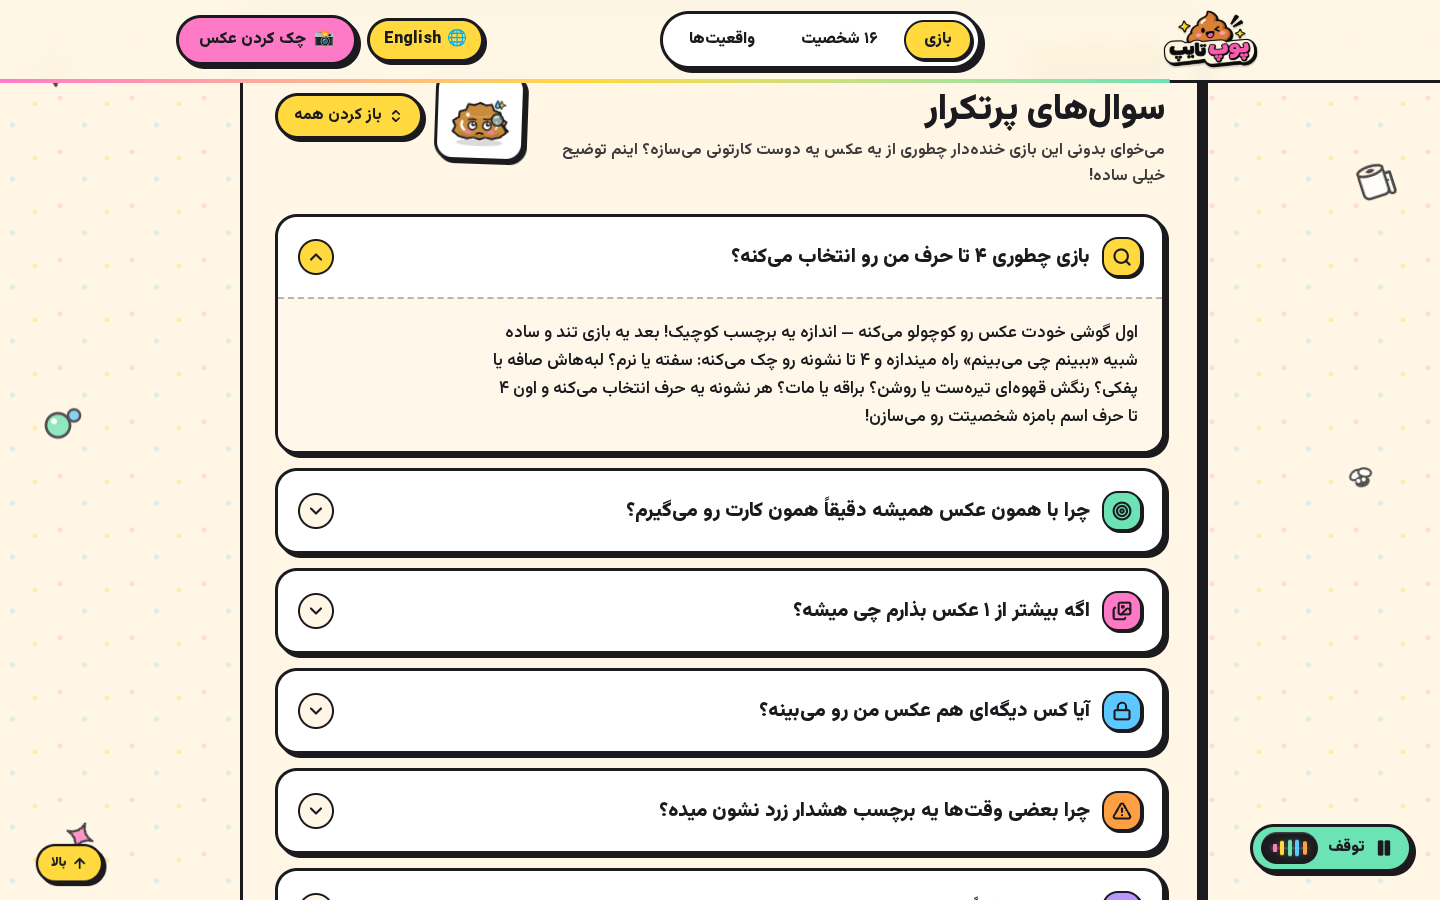 پوپ‌تایپ
بازی
۱۶ شخصیت
واقعیت‌ها
🌐 English
📸 چک کردن عکس
سوال‌های پرتکرار
می‌خوای بدونی این بازی خنده‌دار چطوری از یه عکس یه دوست کارتونی می‌سازه؟ اینم توضیح
خیلی ساده!
باز کردن همه
بازی چطوری ۴ تا حرف من رو انتخاب می‌کنه؟
اول گوشی خودت عکس رو کوچولو می‌کنه – اندازه یه برچسب کوچیک! بعد یه بازی تند و ساده
شبیه «ببینم چی می‌بینم» راه میندازه و ۴ تا نشونه رو چک می‌کنه: سفته یا نرم؟ لبه‌هاش صافه یا
پفکی؟ رنگش قهوه‌ای تیره‌ست یا روشن؟ براقه یا مات؟ هر نشونه یه حرف انتخاب می‌کنه و اون ۴
تا حرف اسم بامزه شخصیتت رو می‌سازن!
چرا با همون عکس همیشه دقیقاً همون کارت رو می‌گیرم؟
اگه بیشتر از ۱ عکس بذارم چی میشه؟
آیا کس دیگه‌ای هم عکس من رو می‌بینه؟
چرا بعضی وقت‌ها یه برچسب هشدار زرد نشون میده؟
توقف
بالا